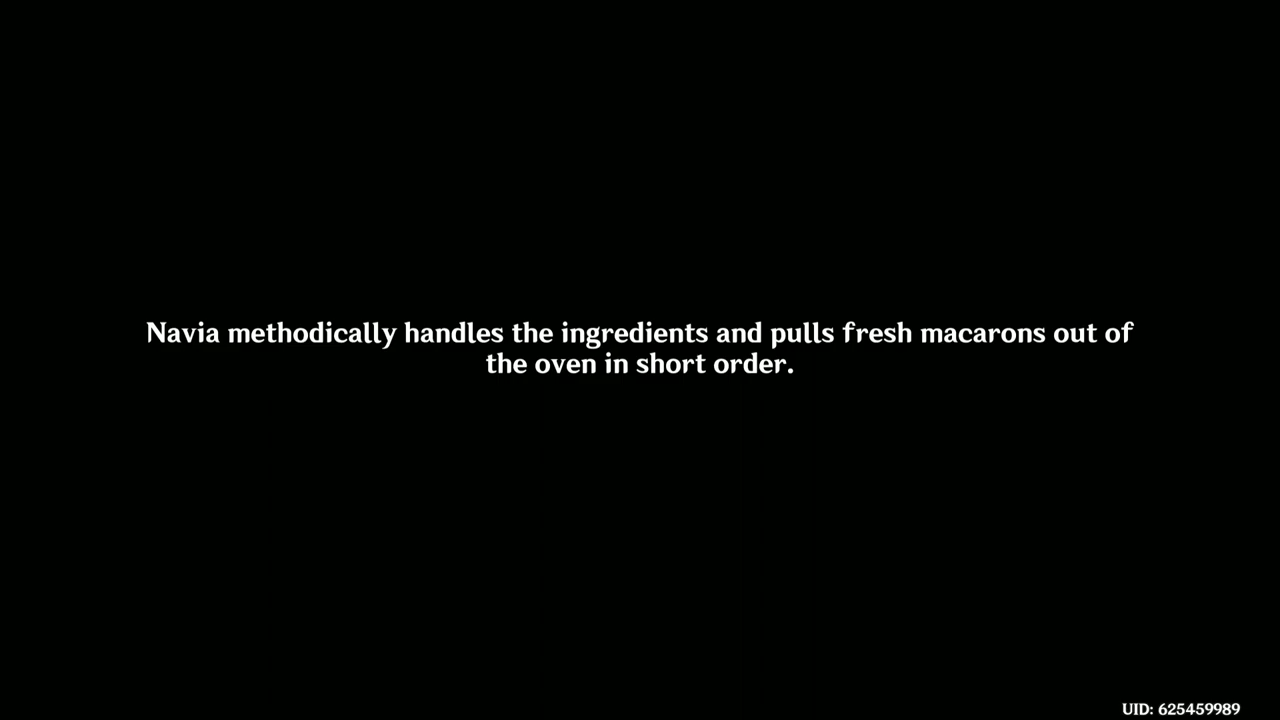 Navia methodically handles the ingredients and pulls fresh macarons out of
the oven in short order.
UID: 625459989